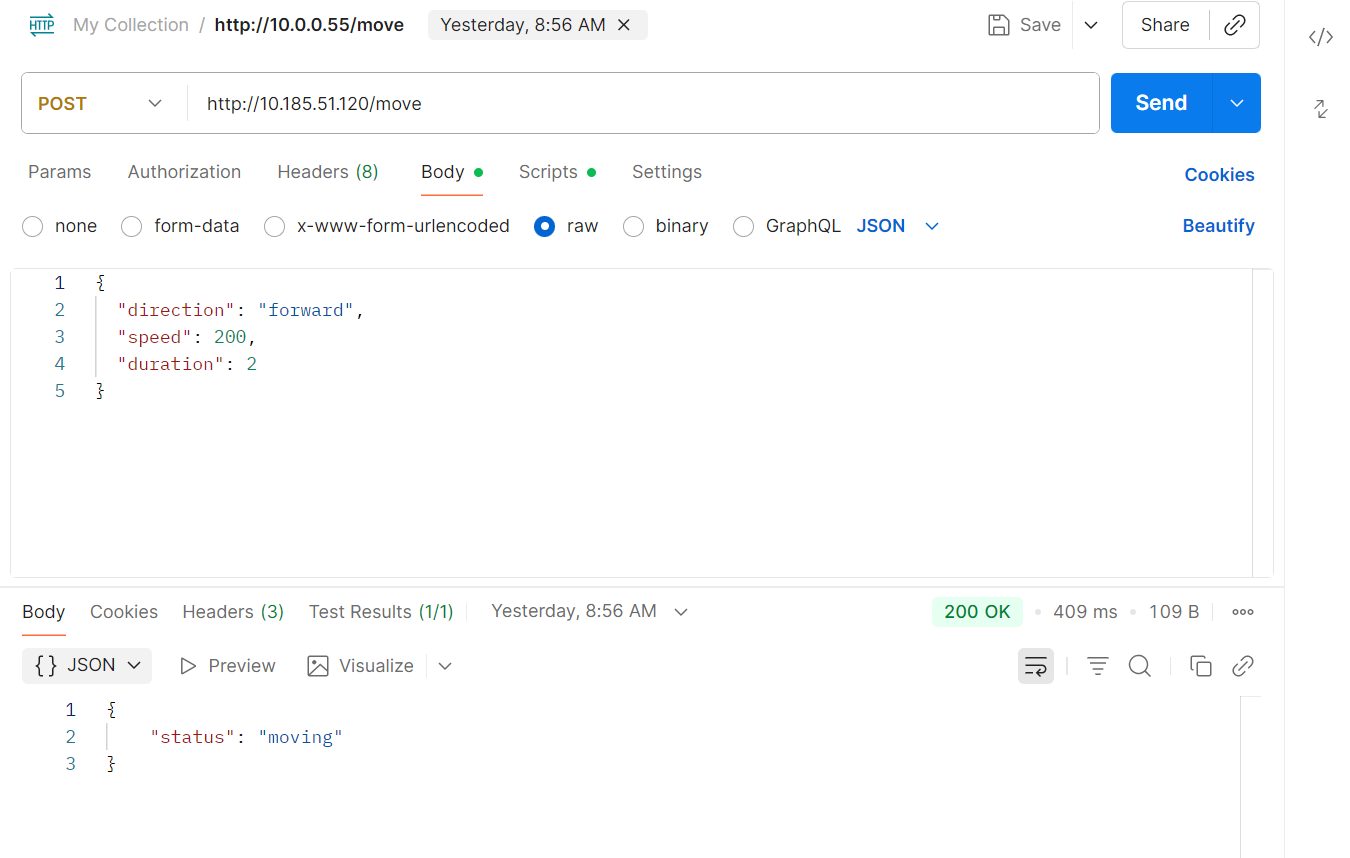 HTTP My Collection / http://10.0.0.55/move Yesterday, 8:56 AM Save Share
POST http://10.185.51.120/move Send
Params Authorization Headers (8) Body Scripts Settings Cookies
none form-data x-www-form-urlencoded raw binary GraphQL JSON Beautify
1 {
2 "direction": "forward",
3 "speed": 200,
4 "duration": 2
5 }
Body Cookies Headers (3) Test Results (1/1) Yesterday, 8:56 AM 200 OK 409 ms 109 B
{} JSON Preview Visualize
1 {
2 "status": "moving"
3 }